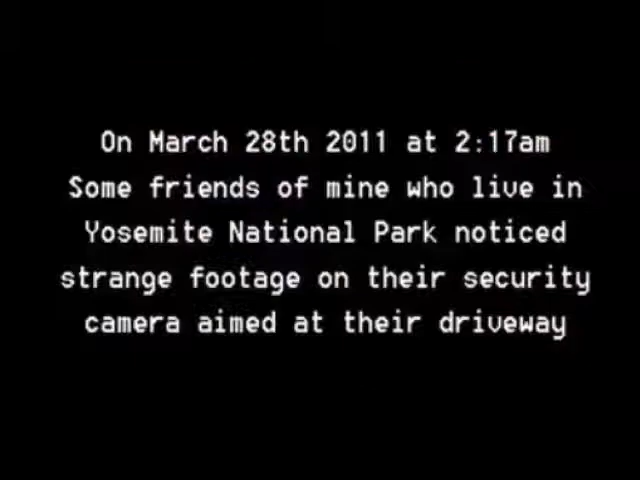 On March 28th 2011 at 2:17am
Some friends of mine who live in
Yosemite National Park noticed
strange footage on their security
camera aimed at their driveway